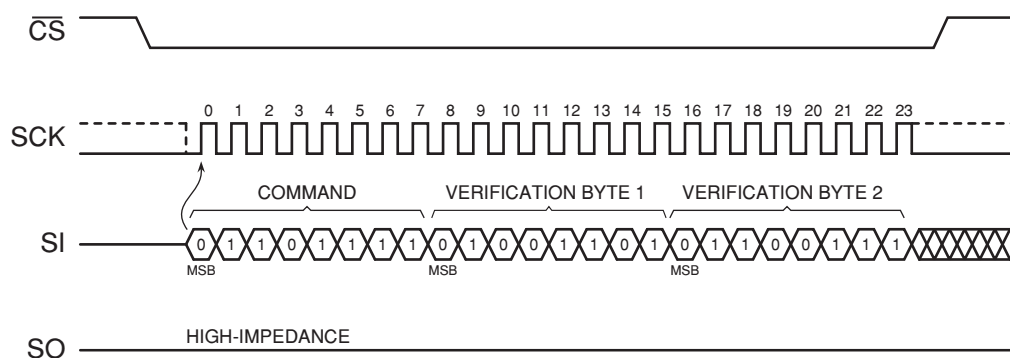 CS
0 1 2 3 4 5 6 7 8 9 10 11 12 13 14 15 16 17 18 19 20 21 22 23
SCK
COMMAND VERIFICATION BYTE 1 VERIFICATION BYTE 2
SI 0 1 1 0 1 1 1 1 0 1 0 0 1 1 0 1 0 1 1 0 0 1 1 1
MSB MSB MSB
HIGH-IMPEDANCE
SO